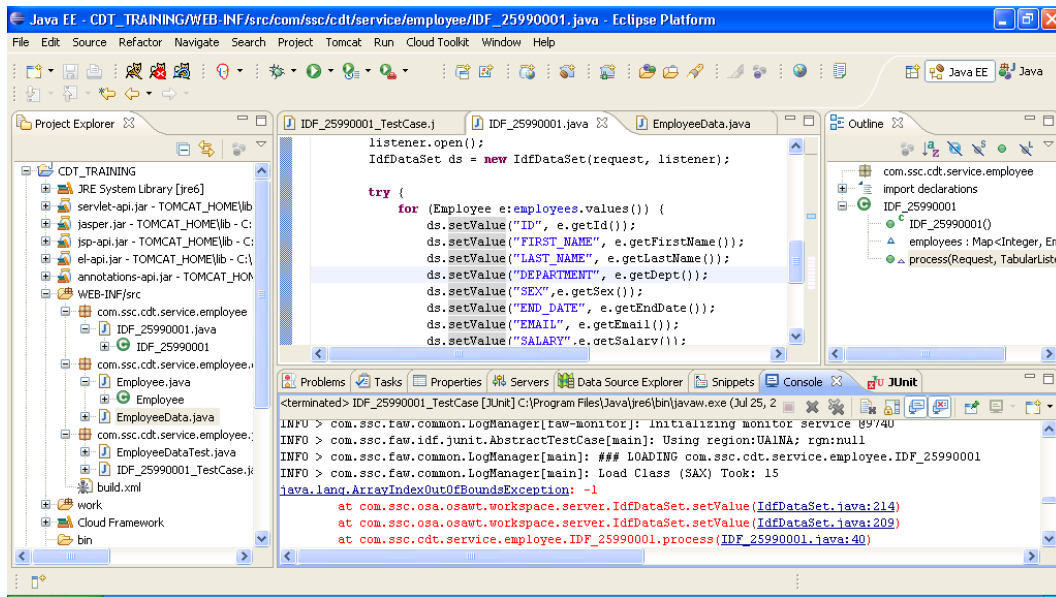 Java EE - CDT_TRAINING/WEB-INF/src/com/ssc/cdt/service/employee/IDF_25990001.java - Eclipse Platform
File Edit Source Refactor Navigate Search Project Tomcat Run Cloud Toolkit Window Help
Java EE Java
Project Explorer
CDT_TRAINING
JRE System Library [jre6]
servlet-api.jar - TOMCAT_HOME\lib
jasper.jar - TOMCAT_HOME\lib - C:
jsp-api.jar - TOMCAT_HOME\lib - C:
el-api.jar - TOMCAT_HOME\lib - C:\
annotations-api.jar - TOMCAT_HOM
WEB-INF/src
com.ssc.cdt.service.employee
IDF_25990001.java
IDF_25990001
com.ssc.cdt.service.employee.
Employee.java
Employee
EmployeeData.java
com.ssc.cdt.service.employee.
EmployeeDataTest.java
IDF_25990001_TestCase.ja
build.xml
work
Cloud Framework
bin
IDF_25990001_TestCase.j IDF_25990001.java EmployeeData.java
listener.open();
IdfDataSet ds = new IdfDataSet(request, listener);
try {
for (Employee e:employees.values()) {
ds.setValue("ID", e.getId());
ds.setValue("FIRST_NAME", e.getFirstName());
ds.setValue("LAST_NAME", e.getLastName());
ds.setValue("DEPARTMENT", e.getDept());
ds.setValue("SEX",e.getSex());
ds.setValue("END_DATE", e.getEndDate());
ds.setValue("EMAIL", e.getEmail());
ds.setValue("SALARY",e.getSalary());
Outline
com.ssc.cdt.service.employee
import declarations
IDF_25990001
IDF_25990001()
employees : Map<Integer, Em
process(Request, TabularListe
Problems Tasks Properties Servers Data Source Explorer Snippets Console JUnit
<terminated> IDF_25990001_TestCase [JUnit] C:\Program Files\Java\jre6\bin\javaw.exe (Jul 25, 2
INFO > com.ssc.faw.common.LogManager[faw-monitor]: Initializing monitor service @9740
INFO > com.ssc.faw.idf.junit.AbstractTestCase[main]: Using region:UA1NA; rgn:null
INFO > com.ssc.faw.common.LogManager[main]: ### LOADING com.ssc.cdt.service.employee.IDF_25990001
INFO > com.ssc.faw.common.LogManager[main]: Load Class (SAX) Took: 15
java.lang.ArrayIndexOutOfBoundsException: -1
at com.ssc.osa.osawt.workspace.server.IdfDataSet.setValue(IdfDataSet.java:214)
at com.ssc.osa.osawt.workspace.server.IdfDataSet.setValue(IdfDataSet.java:209)
at com.ssc.cdt.service.employee.IDF_25990001.process(IDF_25990001.java:40)